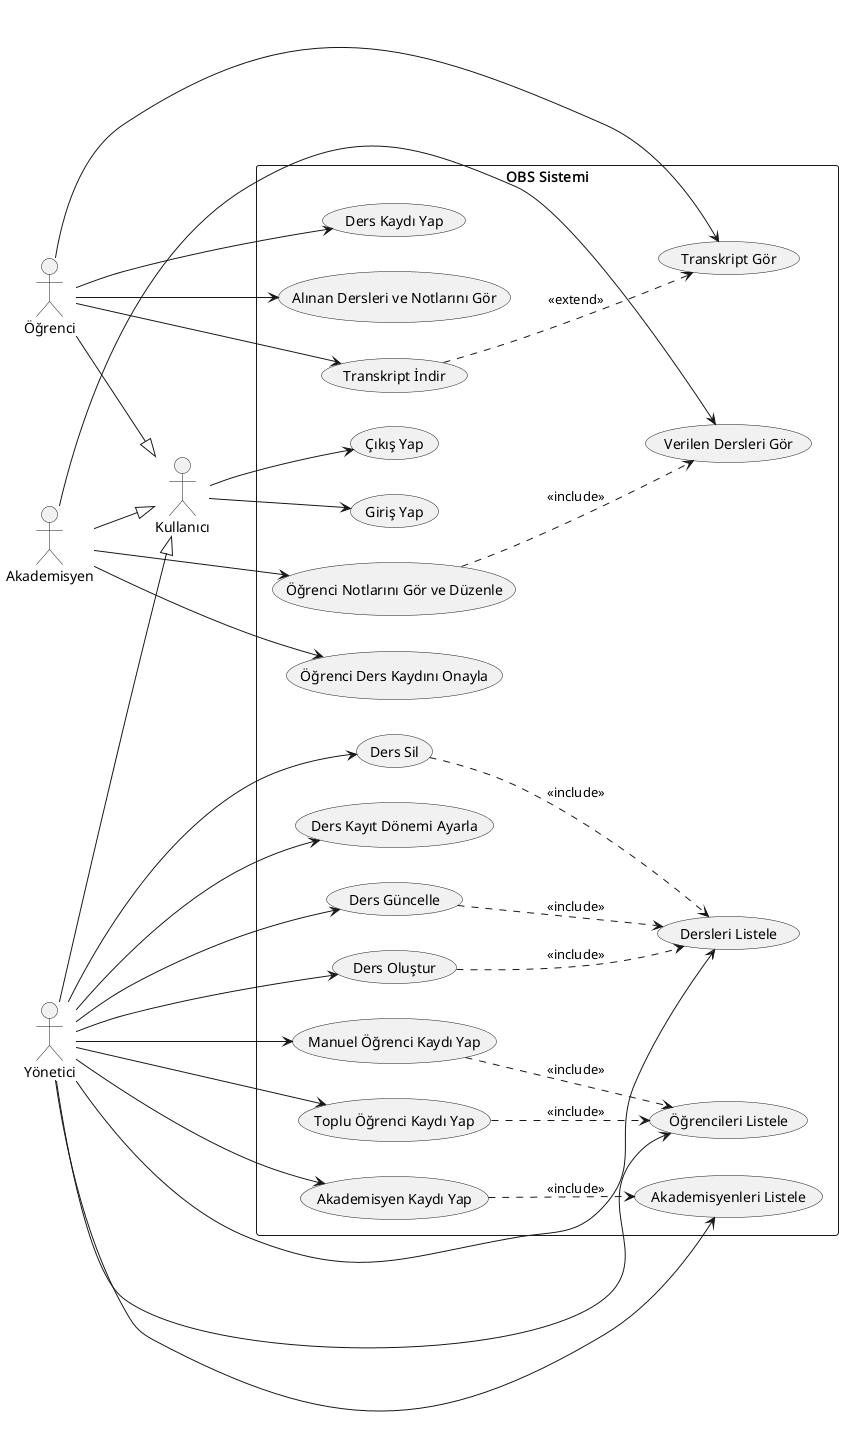 OBS Sistemi
Ders Kaydı Yap
Transkript Gör
Alınan Dersleri ve Notlarını Gör
«extend»
Öğrenci
Transkript İndir
Çıkış Yap
Verilen Dersleri Gör
«include»
Giriş Yap
Kullanıcı
Akademisyen
Öğrenci Notlarını Gör ve Düzenle
Öğrenci Ders Kaydını Onayla
Ders Sil
«include»
Ders Kayıt Dönemi Ayarla
Ders Güncelle
«include»
Dersleri Listele
«include»
Ders Oluştur
Manuel Öğrenci Kaydı Yap
Yönetici
«include»
Toplu Öğrenci Kaydı Yap
«include»
Öğrencileri Listele
Akademisyen Kaydı Yap
«include»
Akademisyenleri Listele